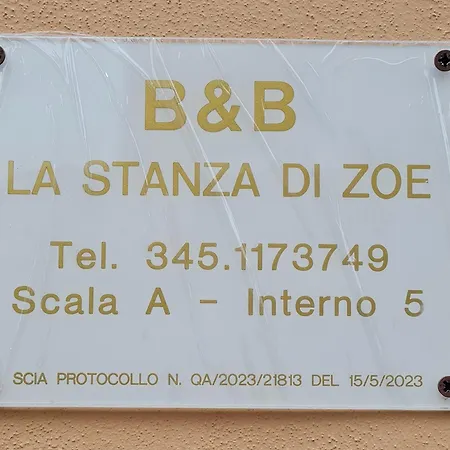 B&B
LA STANZA DI ZOE
Tel. 345.1173749
Scala A - Interno 5
SCIA PROTOCOLLO N. QA/2023/21813 DEL 15/5/2023